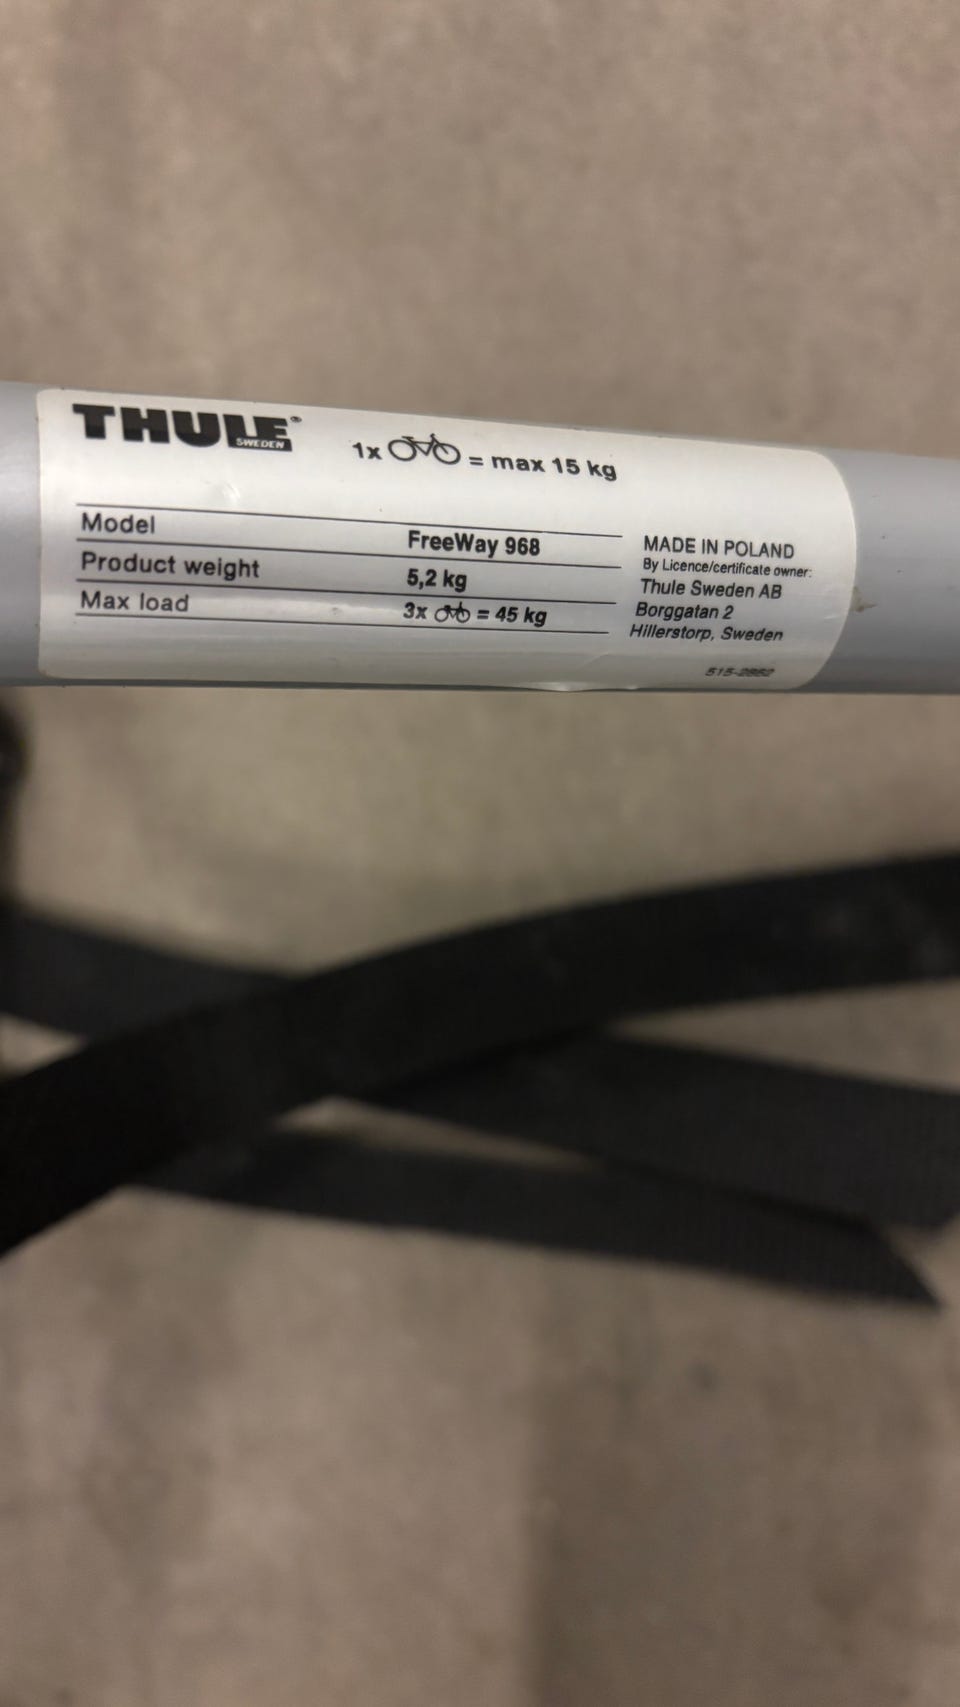 THULE®
SWEDEN
1x = max 15 kg
Model FreeWay 968
Product weight 5,2 kg
Max load 3x = 45 kg
MADE IN POLAND
By Licence/certificate owner:
Thule Sweden AB
Borggatan 2
Hillerstorp, Sweden